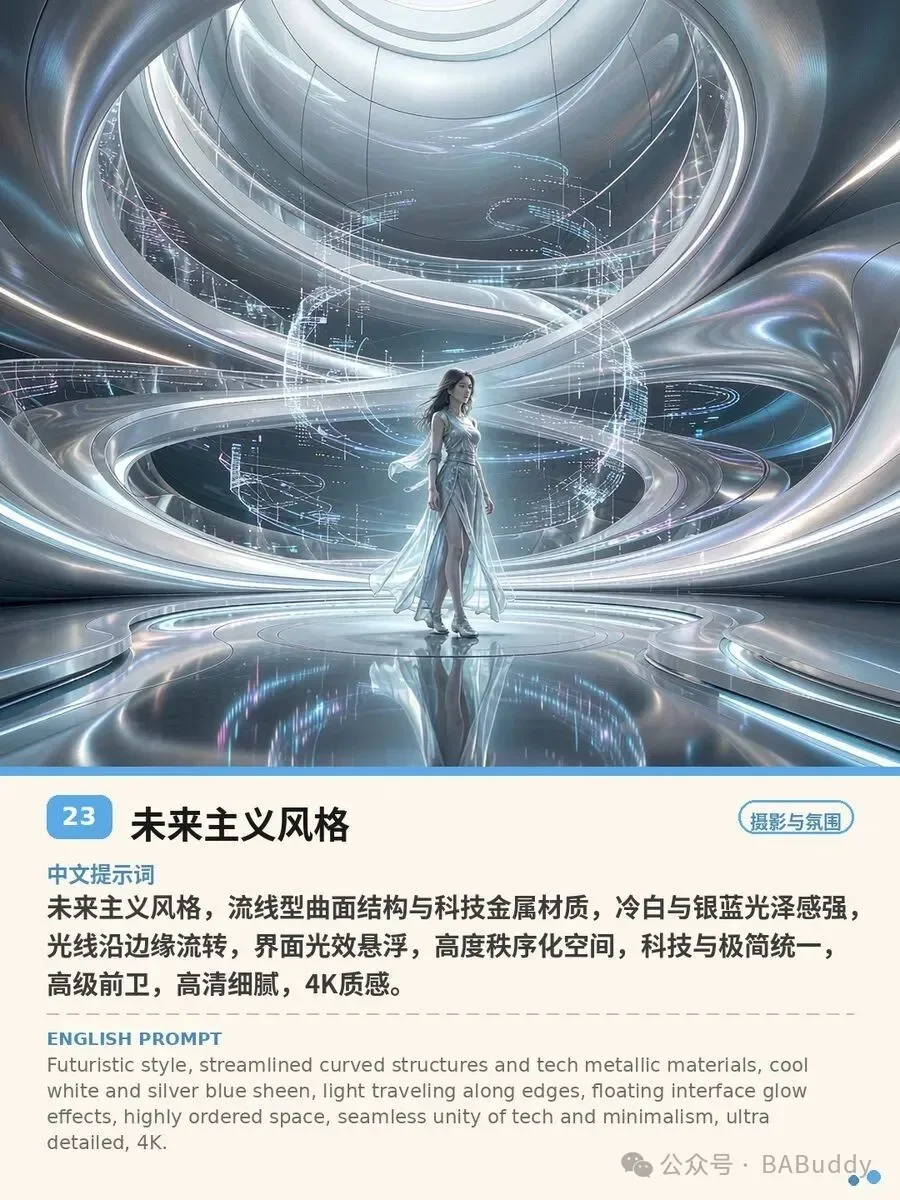 23
未来主义风格
摄影与氛围
中文提示词
未来主义风格，流线型曲面结构与科技金属材质，冷白与银蓝光泽感强，
光线沿边缘流转，界面光效悬浮，高度秩序化空间，科技与极简统一，
高级前卫，高清细腻，4K质感。
ENGLISH PROMPT
Futuristic style, streamlined curved structures and tech metallic materials, cool
white and silver blue sheen, light traveling along edges, floating interface glow
effects, highly ordered space, seamless unity of tech and minimalism, ultra
detailed, 4K.
公众号 · BABuddy